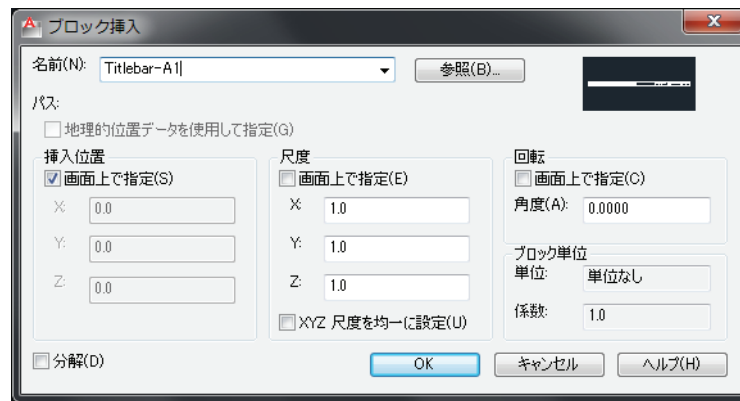 ブロック挿入
名前(N): Titlebar-A1 参照(B)...
パス:
地理的位置データを使用して指定(G)
挿入位置
画面上で指定(S)
X: 0.0
Y: 0.0
Z: 0.0
尺度
画面上で指定(E)
X: 1.0
Y: 1.0
Z: 1.0
XYZ 尺度を均一に設定(U)
回転
画面上で指定(C)
角度(A): 0.0000
ブロック単位
単位: 単位なし
係数: 1.0
分解(D)
OK キャンセル ヘルプ(H)